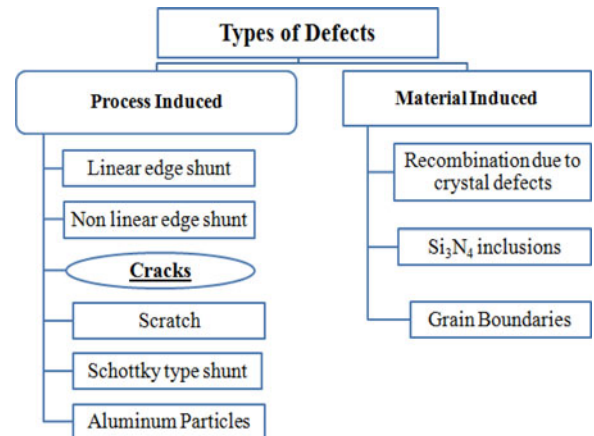 Types of Defects
Process Induced
Linear edge shunt
Non linear edge shunt
Cracks
Scratch
Schottky type shunt
Aluminum Particles
Material Induced
Recombination due to
crystal defects
Si₃N₄ inclusions
Grain Boundaries